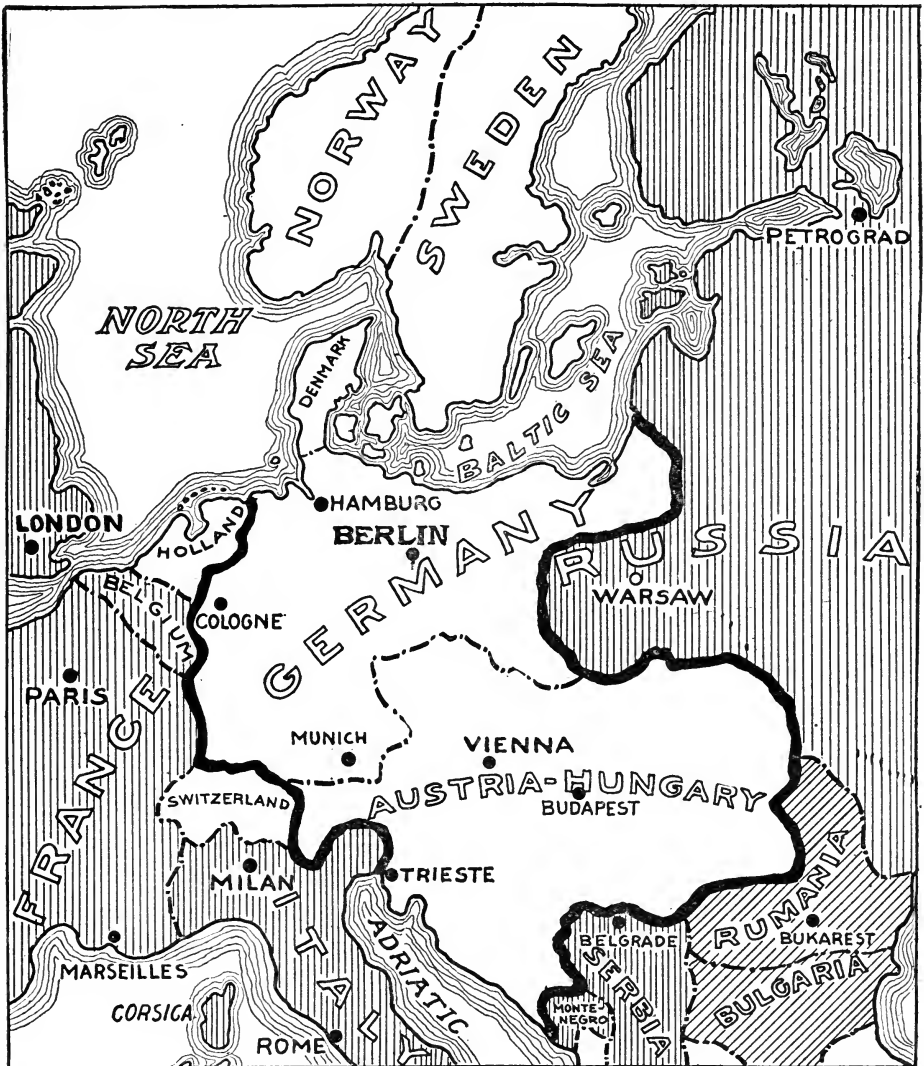 NORWAY
SWEDEN
PETROGRAD
NORTH
SEA
DENMARK
BALTIC SEA
HAMBURG
LONDON
HOLLAND
BERLIN
GERMANY
RUSSIA
WARSAW
BELGIUM
COLOGNE
PARIS
FRANCE
MUNICH
VIENNA
SWITZERLAND
AUSTRIA-HUNGARY
BUDAPEST
MILAN
TRIESTE
ITALY
RUMANIA
BUKAREST
BELGRADE
SERBIA
BULGARIA
ADRIATIC
MARSEILLES
CORSICA
MONTE-
NEGRO
ROME